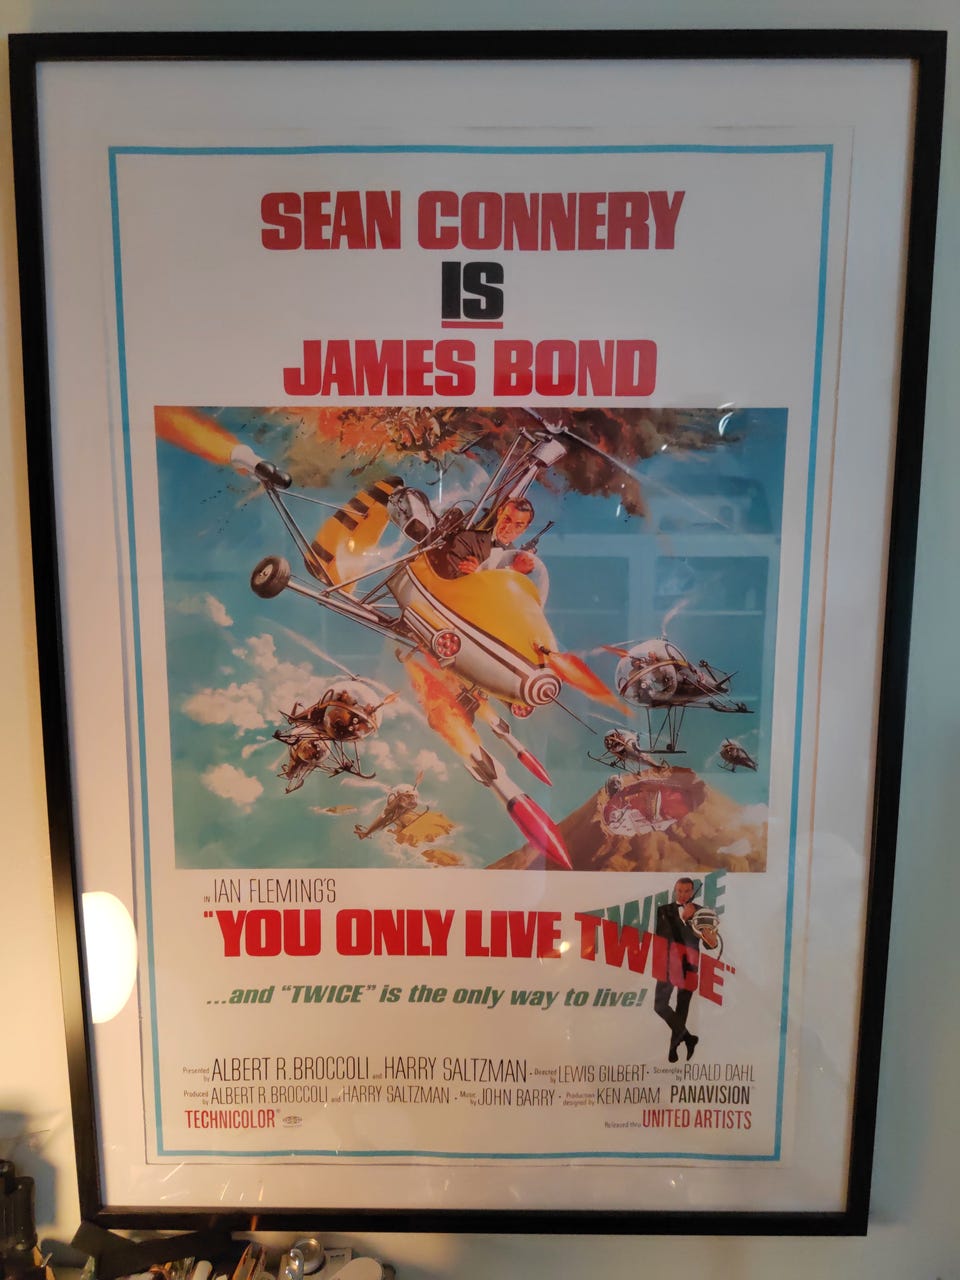 SEAN CONNERY
IS
JAMES BOND
IN IAN FLEMING'S
"YOU ONLY LIVE TWICE"
TWICE
...and "TWICE" is the only way to live!
Presented by ALBERT R. BROCCOLI and HARRY SALTZMAN · Directed by LEWIS GILBERT · Screenplay by ROALD DAHL
Produced by ALBERT R. BROCCOLI and HARRY SALTZMAN · Music by JOHN BARRY · Production designed by KEN ADAM PANAVISION®
TECHNICOLOR® Released thru UNITED ARTISTS